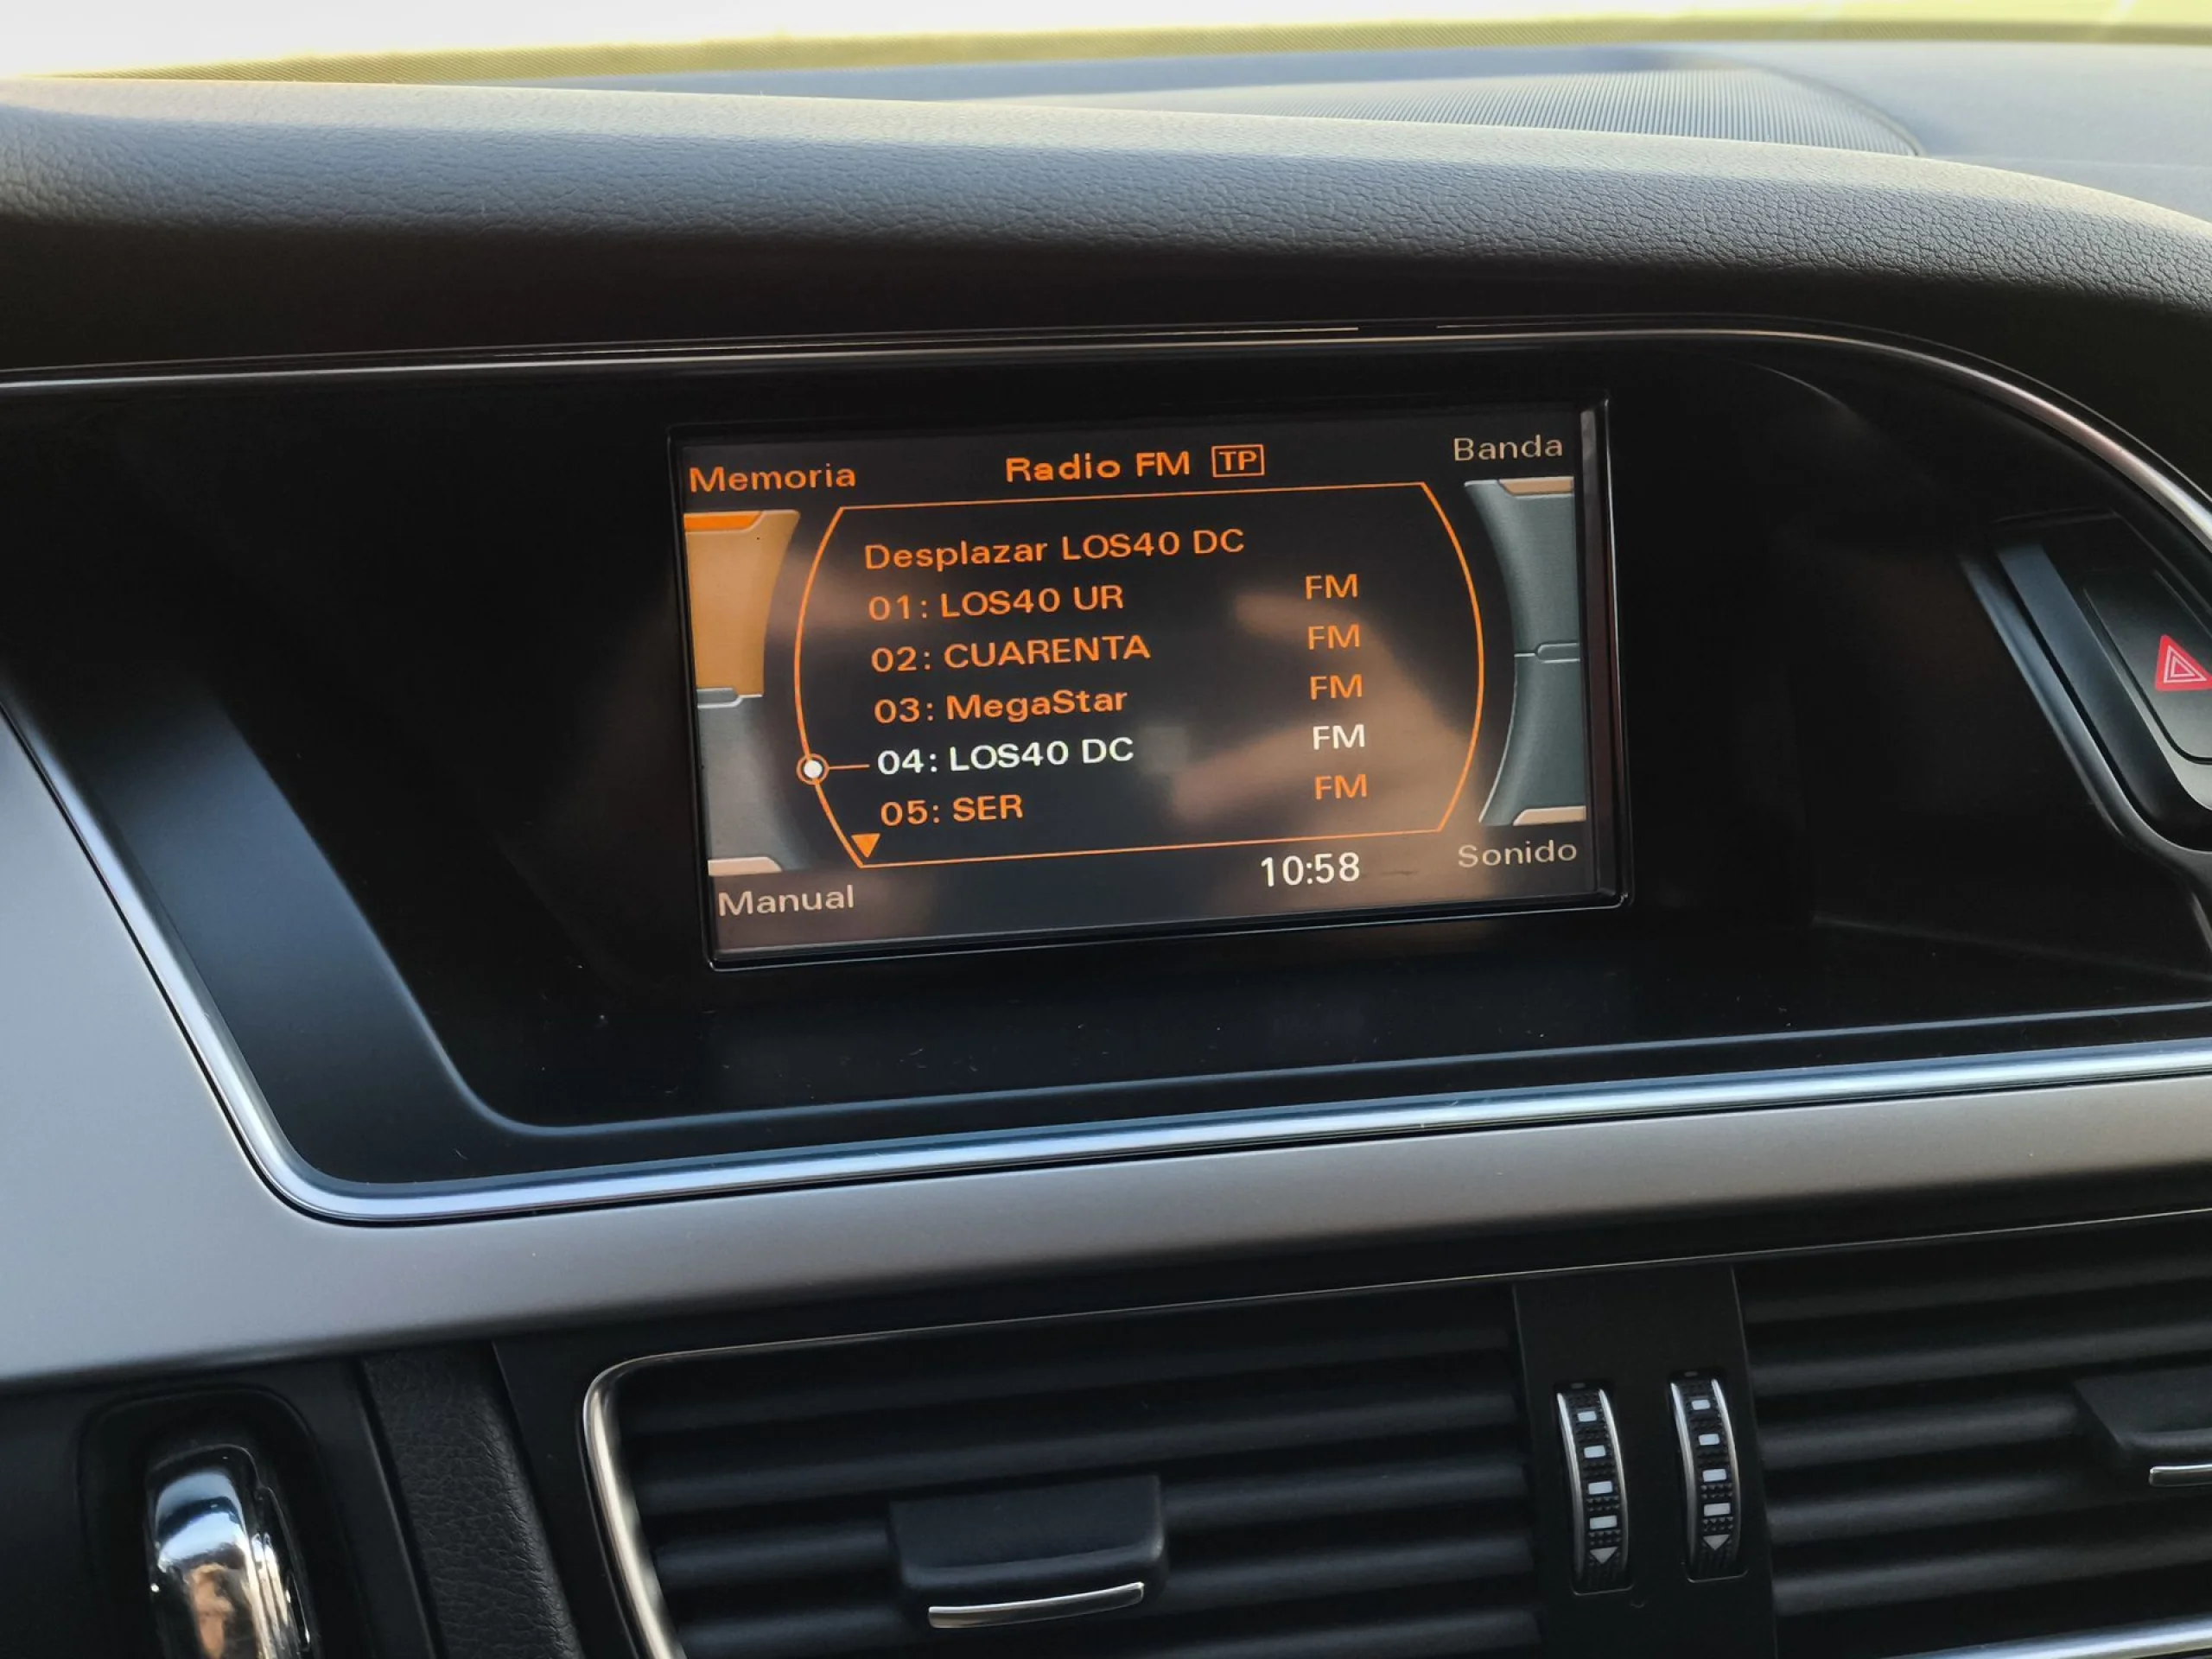 Memoria
Radio FM TP
Banda
Desplazar LOS40 DC
01: LOS40 UR FM
02: CUARENTA FM
03: MegaStar FM
04: LOS40 DC FM
05: SER FM
Manual
10:58
Sonido